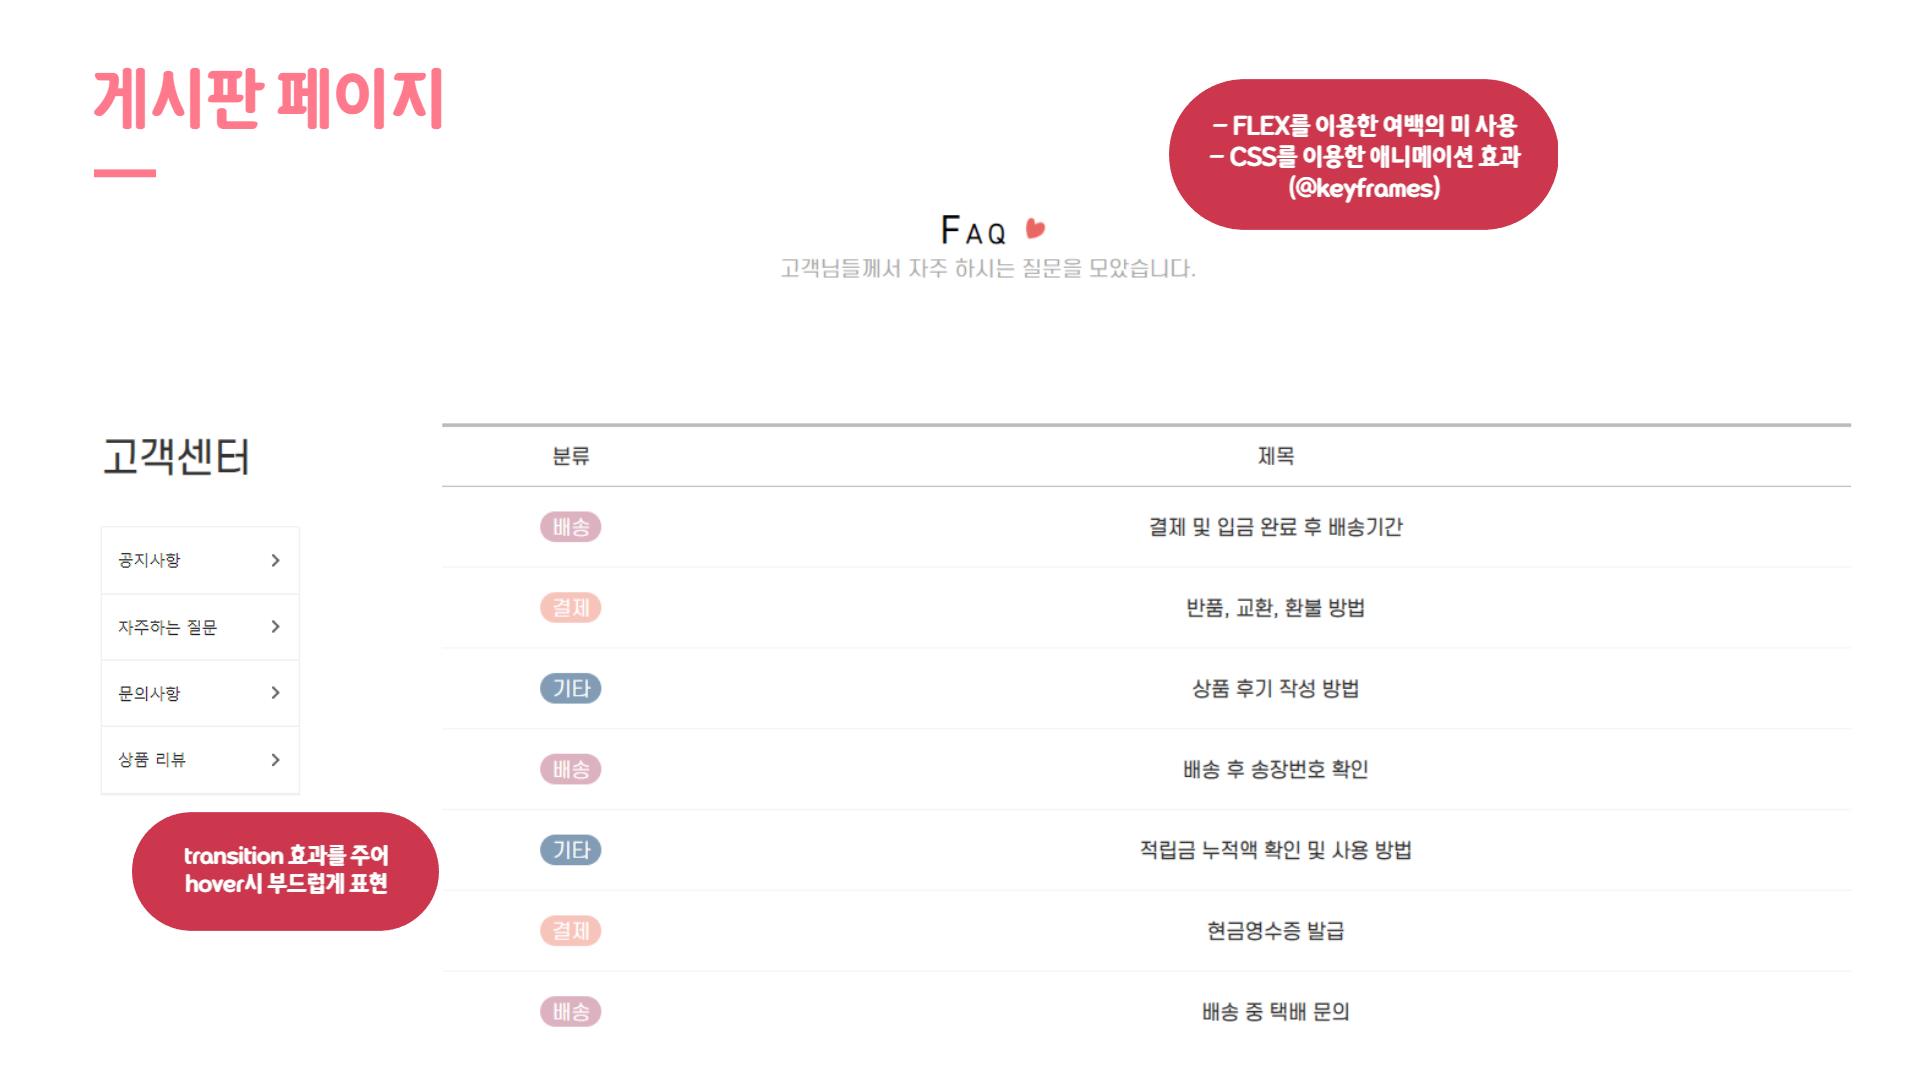 게시판 페이지
- FLEX를 이용한 여백의 미 사용
- CSS를 이용한 애니메이션 효과
(@keyframes)
FAQ
고객님들께서 자주 하시는 질문을 모았습니다.
고객센터
공지사항
자주하는 질문
문의사항
상품 리뷰
transition 효과를 주어
hover시 부드럽게 표현
분류 제목
배송 결제 및 입금 완료 후 배송기간
결제 반품, 교환, 환불 방법
기타 상품 후기 작성 방법
배송 배송 후 송장번호 확인
기타 적립금 누적액 확인 및 사용 방법
결제 현금영수증 발급
배송 배송 중 택배 문의